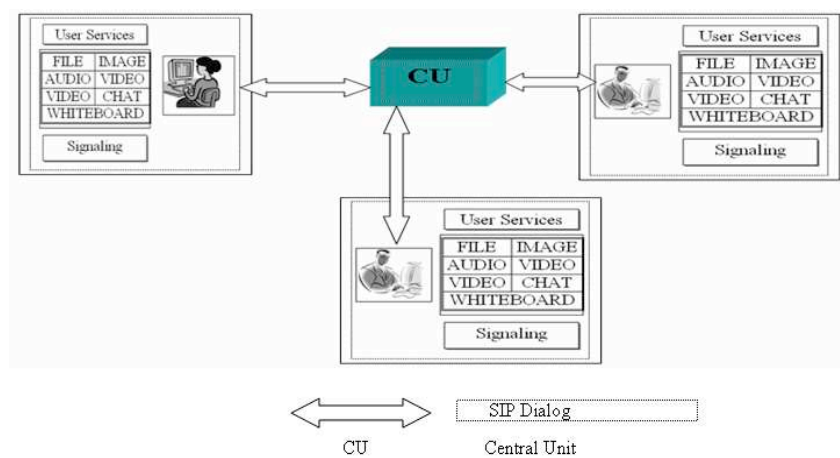 User Services
FILE IMAGE
AUDIO VIDEO
VIDEO CHAT
WHITEBOARD
Signaling
CU
User Services
FILE IMAGE
AUDIO VIDEO
VIDEO CHAT
WHITEBOARD
Signaling
User Services
FILE IMAGE
AUDIO VIDEO
VIDEO CHAT
WHITEBOARD
Signaling
SIP Dialog
CU Central Unit